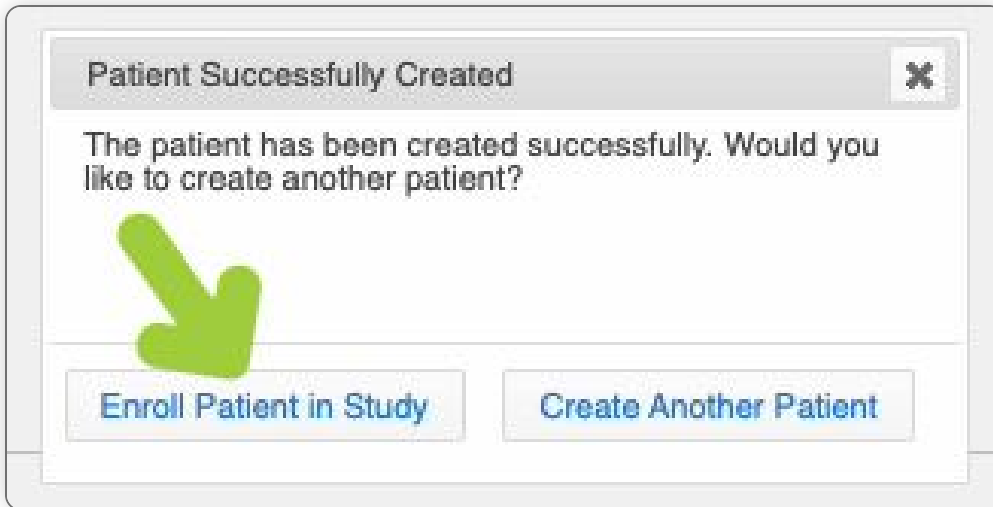 Patient Successfully Created
The patient has been created successfully. Would you
like to create another patient?
Enroll Patient in Study
Create Another Patient